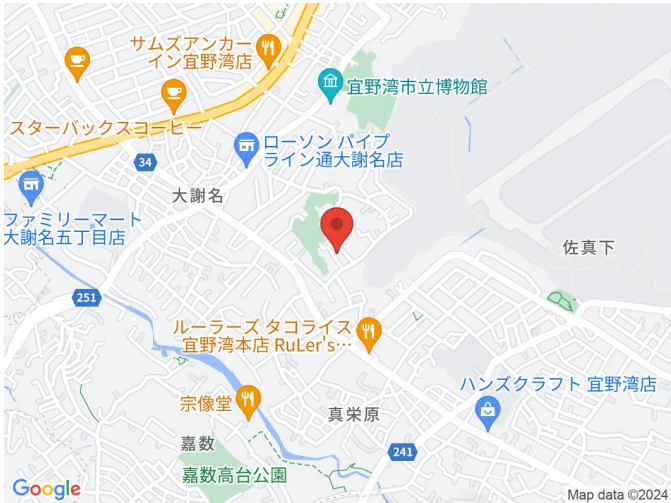 サムズアンカー
イン宜野湾店
宜野湾市立博物館
スターバックスコーヒー
ローソン パイプ
ライン通大謝名店
34
大謝名
ファミリーマート
大謝名五丁目店
佐真下
251
ルーラーズ タコライス
宜野湾本店 RuLer's…
ハンズクラフト 宜野湾店
宗像堂
真栄原
嘉数
241
嘉数高台公園
Google
Map data ©2024